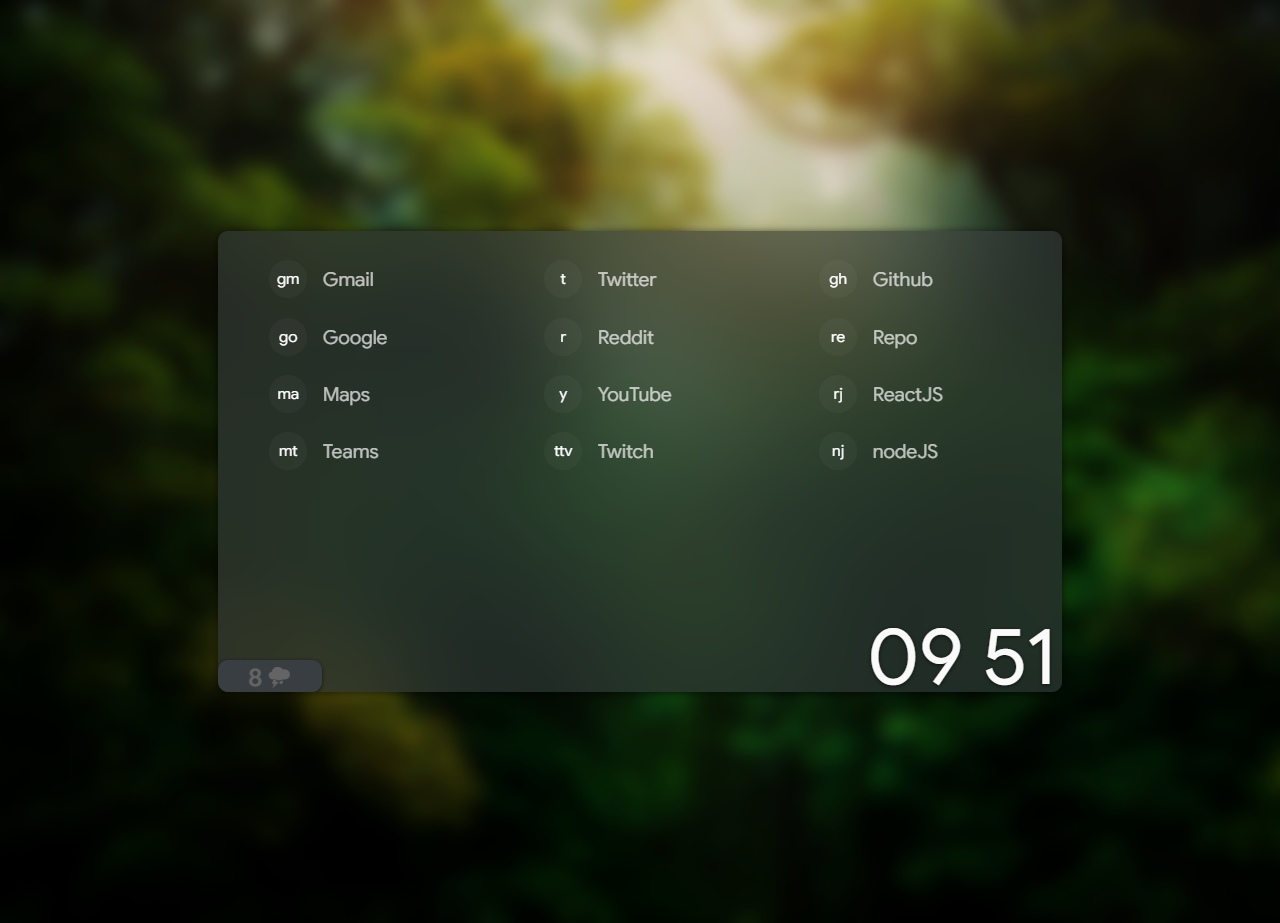 gm Gmail
t Twitter
gh Github
go Google
r Reddit
re Repo
ma Maps
y YouTube
rj ReactJS
mt Teams
ttv Twitch
nj nodeJS
8
09 51